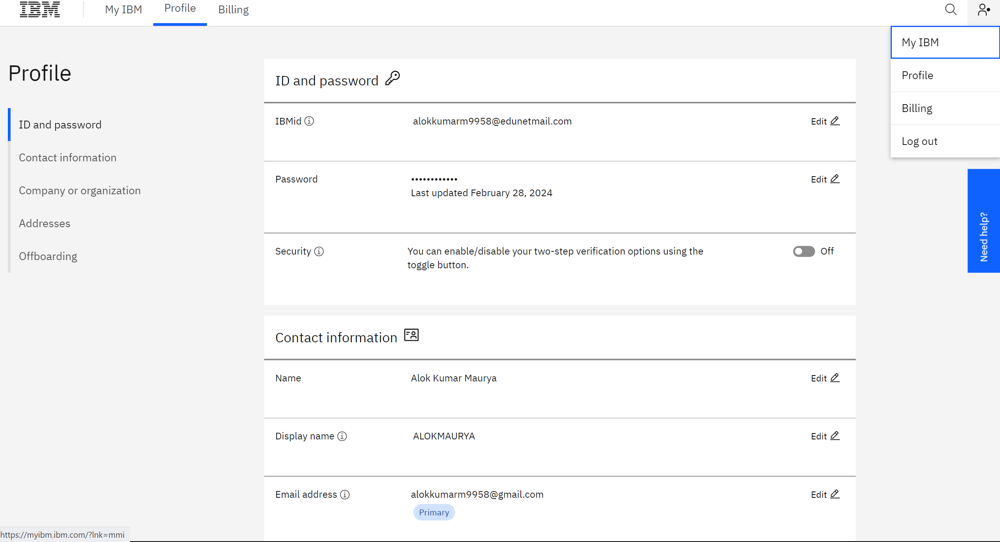 IBM
My IBM
Profile
Billing
My IBM
Profile
Billing
Log out
Need help?
Profile
ID and password
Contact information
Company or organization
Addresses
Offboarding
ID and password
IBMid
alokkumarm9958@edunetmail.com
Edit
Password
••••••••••••
Last updated February 28, 2024
Edit
Security
You can enable/disable your two-step verification options using the
toggle button.
Off
Contact information
Name
Alok Kumar Maurya
Edit
Display name
ALOKMAURYA
Edit
Email address
alokkumarm9958@gmail.com
Edit
Primary
https://myibm.ibm.com/?lnk=mmi